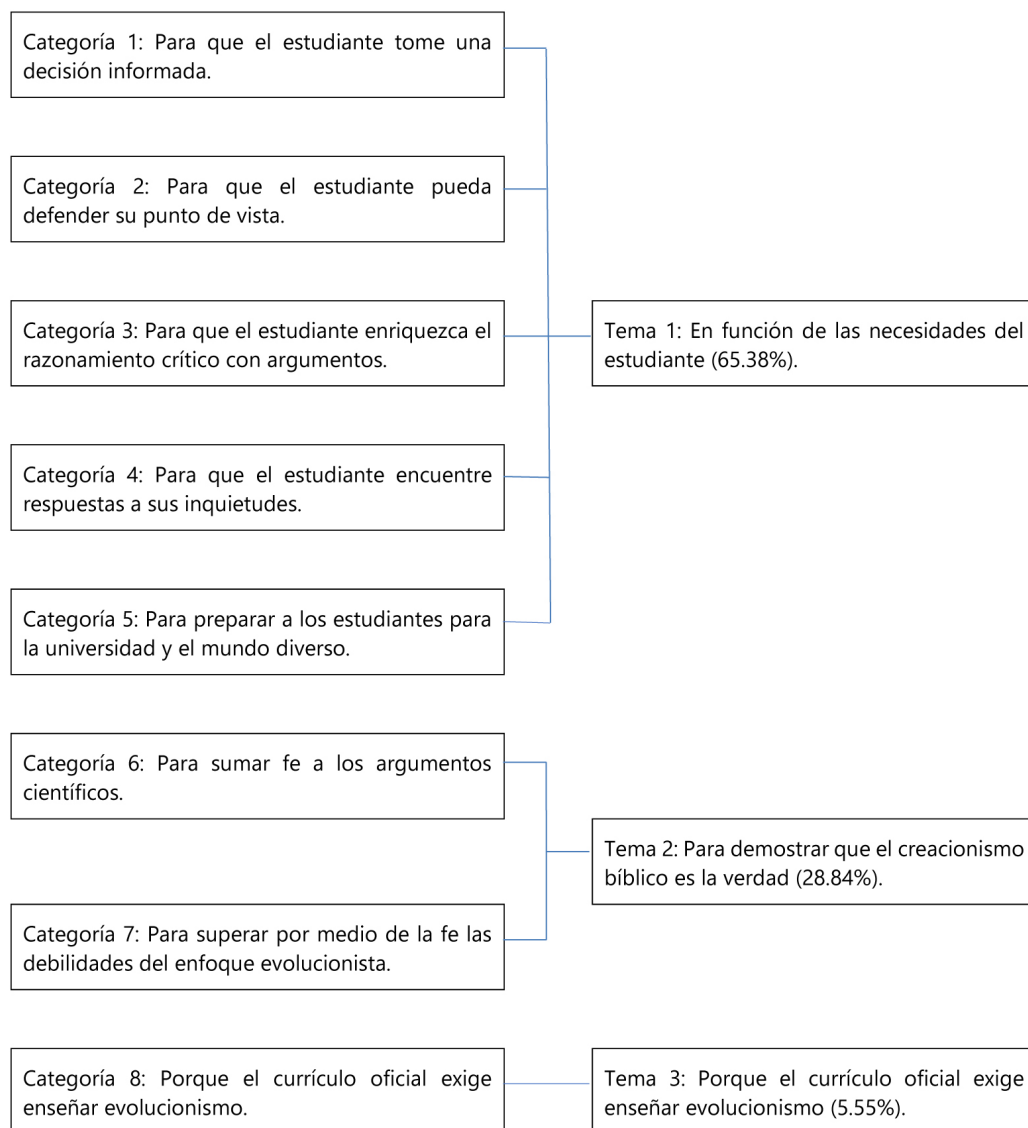 Categoría 1: Para que el estudiante tome una
decisión informada.
Categoría 2: Para que el estudiante pueda
defender su punto de vista.
Categoría 3: Para que el estudiante enriquezca el
razonamiento crítico con argumentos.
Tema 1: En función de las necesidades del
estudiante (65.38%).
Categoría 4: Para que el estudiante encuentre
respuestas a sus inquietudes.
Categoría 5: Para preparar a los estudiantes para
la universidad y el mundo diverso.
Categoría 6: Para sumar fe a los argumentos
científicos.
Tema 2: Para demostrar que el creacionismo
bíblico es la verdad (28.84%).
Categoría 7: Para superar por medio de la fe las
debilidades del enfoque evolucionista.
Categoría 8: Porque el currículo oficial exige
enseñar evolucionismo.
Tema 3: Porque el currículo oficial exige
enseñar evolucionismo (5.55%).